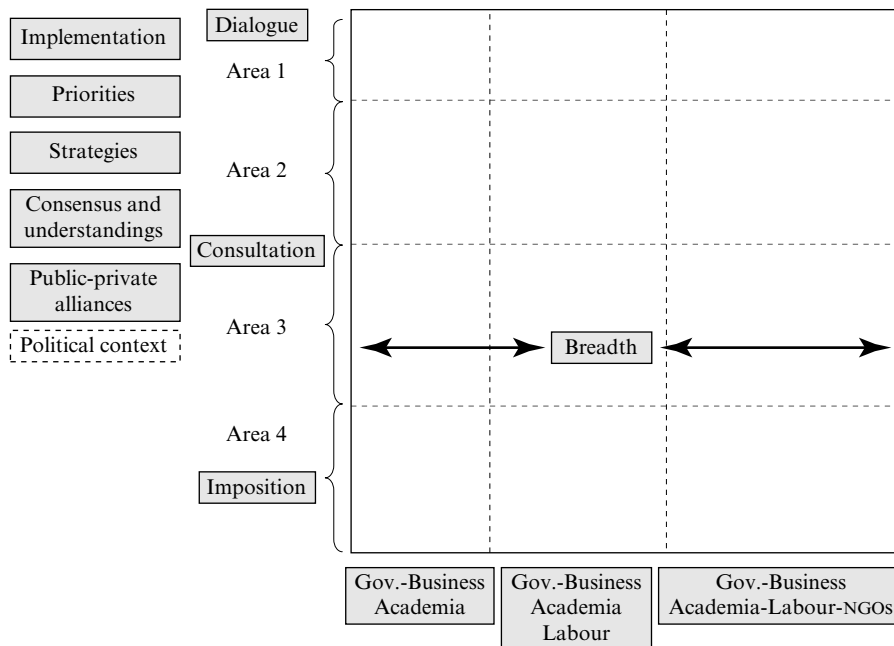 Implementation
Priorities
Strategies
Consensus and
understandings
Public-private
alliances
Political context
Dialogue
Area 1
Area 2
Consultation
Area 3
Area 4
Imposition
Breadth
Gov.-Business
Academia
Gov.-Business
Academia
Labour
Gov.-Business
Academia-Labour-NGOs